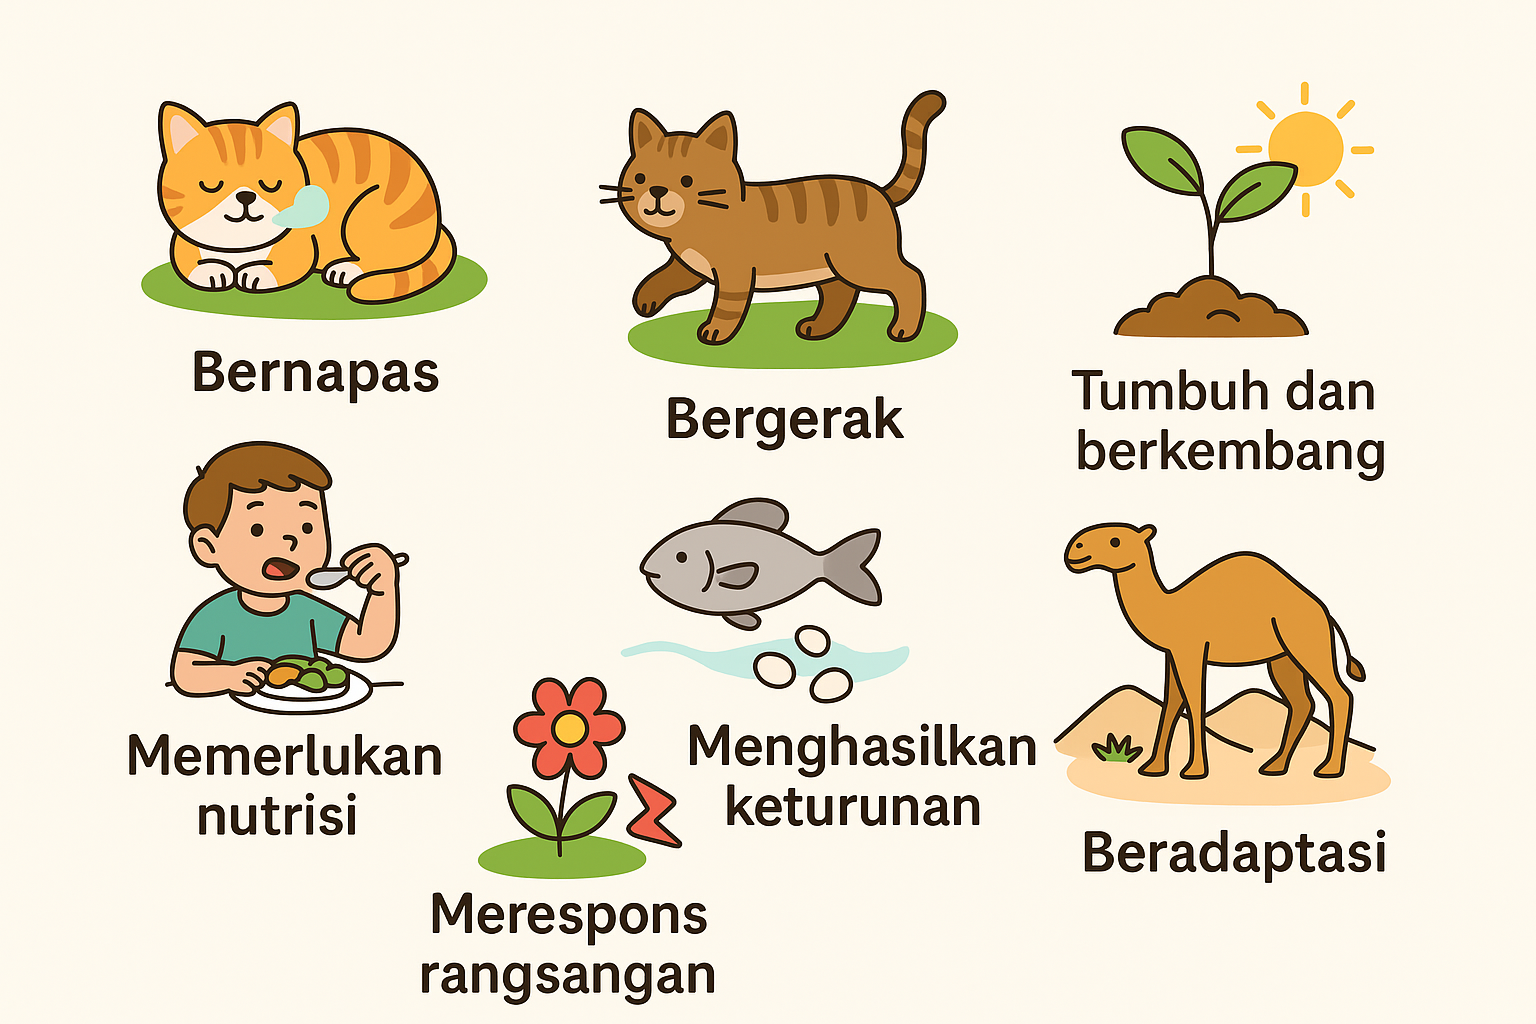 Bernapas
Bergerak
Tumbuh dan
berkembang
Memerlukan
nutrisi
Menghasilkan
keturunan
Beradaptasi
Merespons
rangsangan